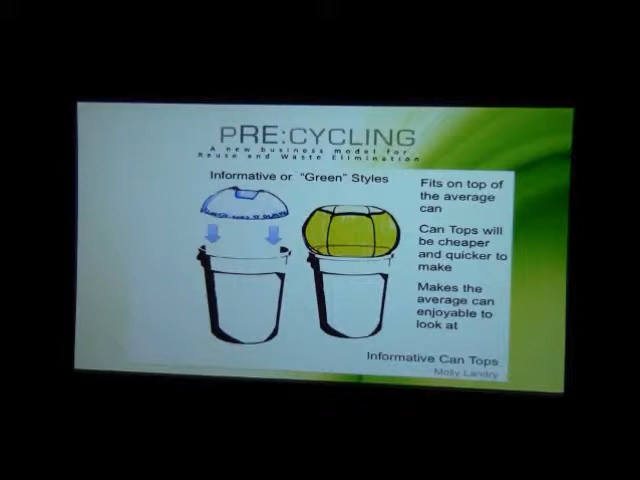 PRE:CYCLING
A new business model for
Reuse and Waste Elimination
Informative or "Green" Styles
Fits on top of
the average
can
Can Tops will
be cheaper
and quicker to
make
Makes the
average can
enjoyable to
look at
Informative Can Tops
Molly Landry